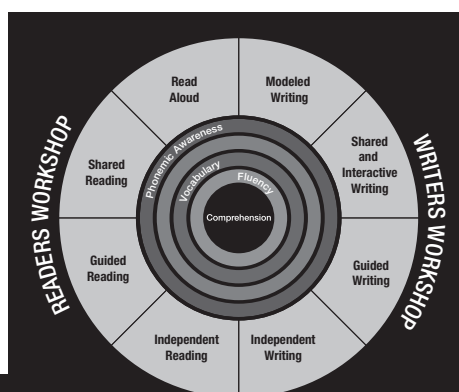 READERS WORKSHOP
WRITERS WORKSHOP
Read
Aloud
Modeled
Writing
Shared
Reading
Shared
and
Interactive
Writing
Guided
Reading
Guided
Writing
Independent
Reading
Independent
Writing
Phonemic Awareness
Vocabulary
Fluency
Comprehension